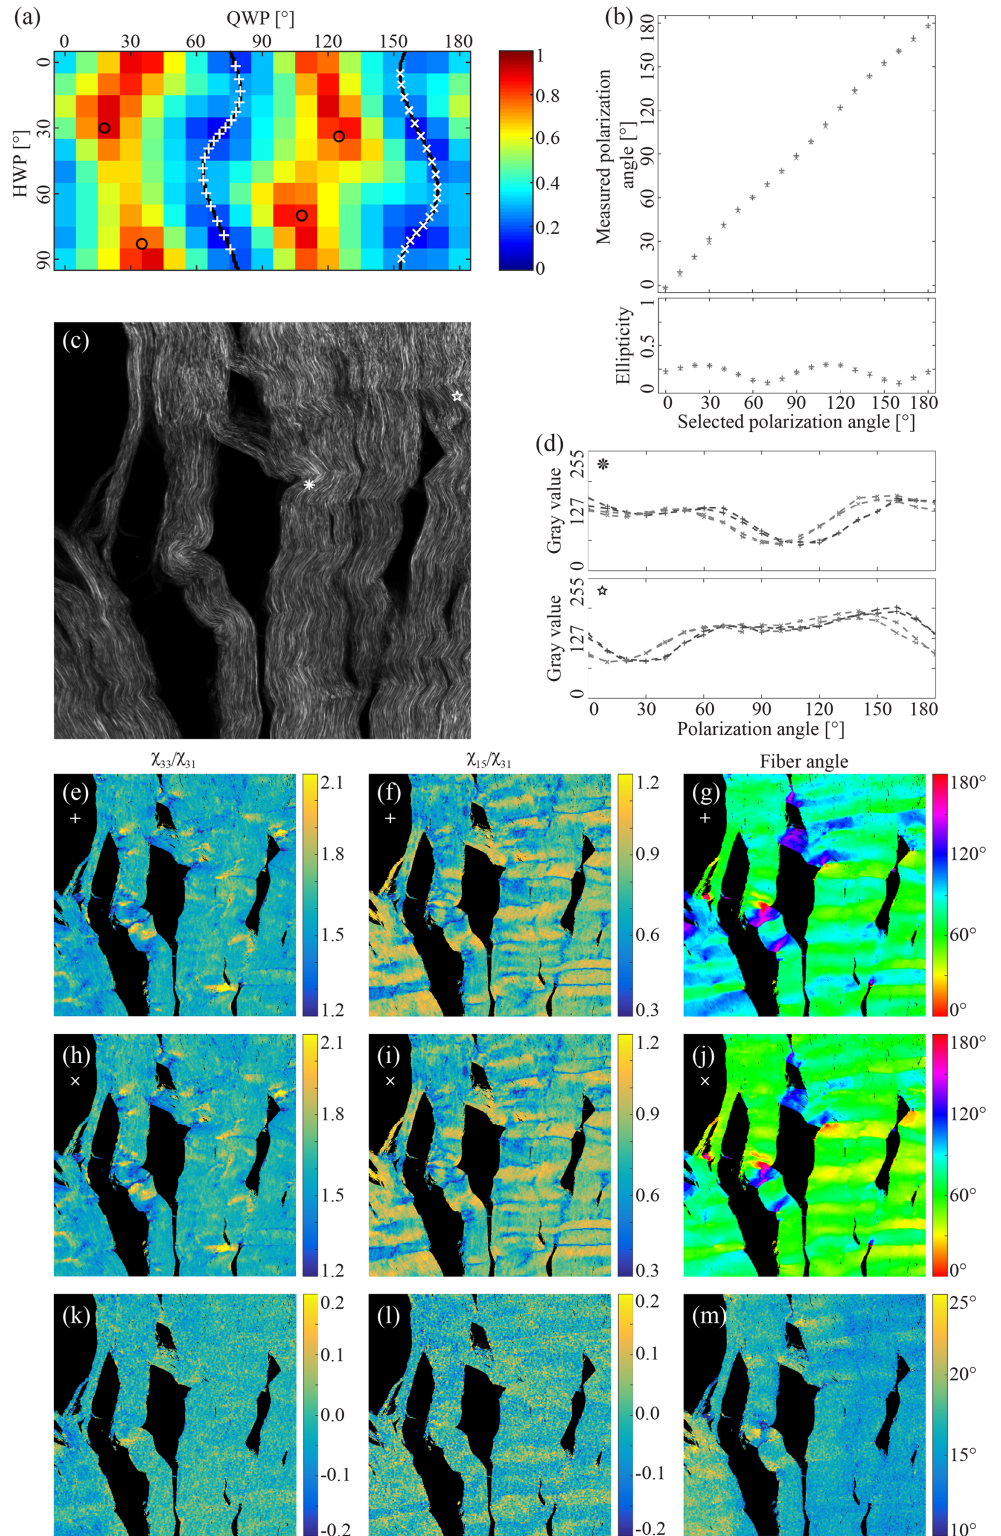 (a)
QWP [°]
0 30 60 90 120 150 180
HWP [°]
0
30
60
90
1
0.8
0.6
0.4
0.2
0
(b)
Measured polarization
angle [°]
180
150
120
90
60
30
0
Ellipticity
1
0.5
0
0 30 60 90 120 150 180
Selected polarization angle [°]
(c)
(d)
Gray value
255
127
0
Gray value
255
127
0
0 30 60 90 120 150 180
Polarization angle [°]
χ33/χ31
(e)
+
2.1
1.8
1.5
1.2
χ15/χ31
(f)
+
1.2
0.9
0.6
0.3
Fiber angle
(g)
+
180°
120°
60°
0°
(h)
×
2.1
1.8
1.5
1.2
(i)
×
1.2
0.9
0.6
0.3
(j)
×
180°
120°
60°
0°
(k)
0.2
0.1
0.0
-0.1
-0.2
(l)
0.2
0.1
0.0
-0.1
-0.2
(m)
25°
20°
15°
10°